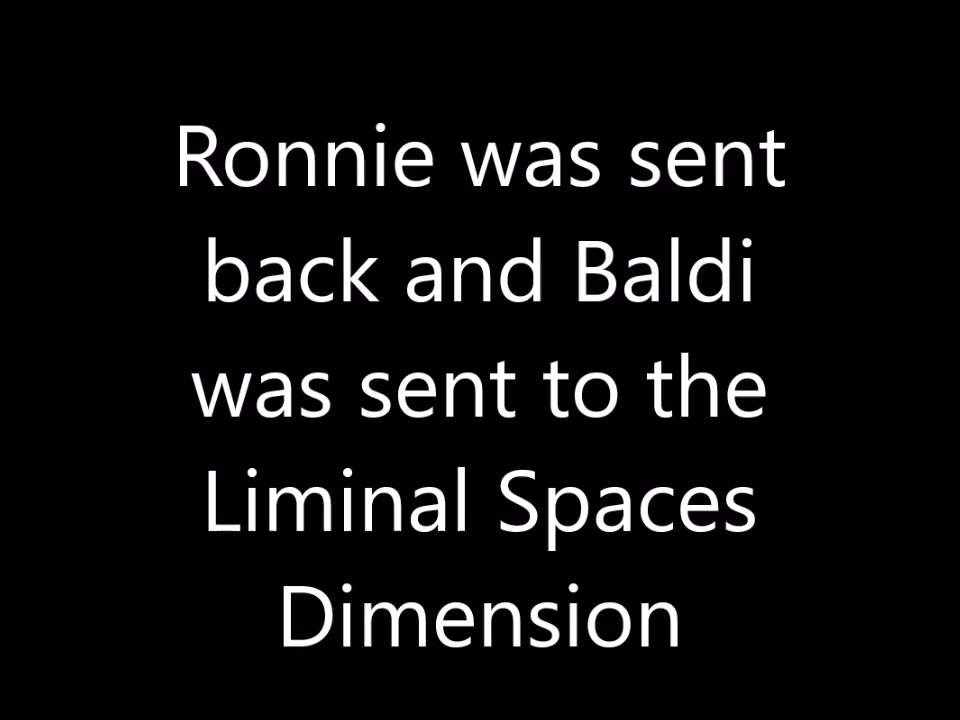 Ronnie was sent
back and Baldi
was sent to the
Liminal Spaces
Dimension